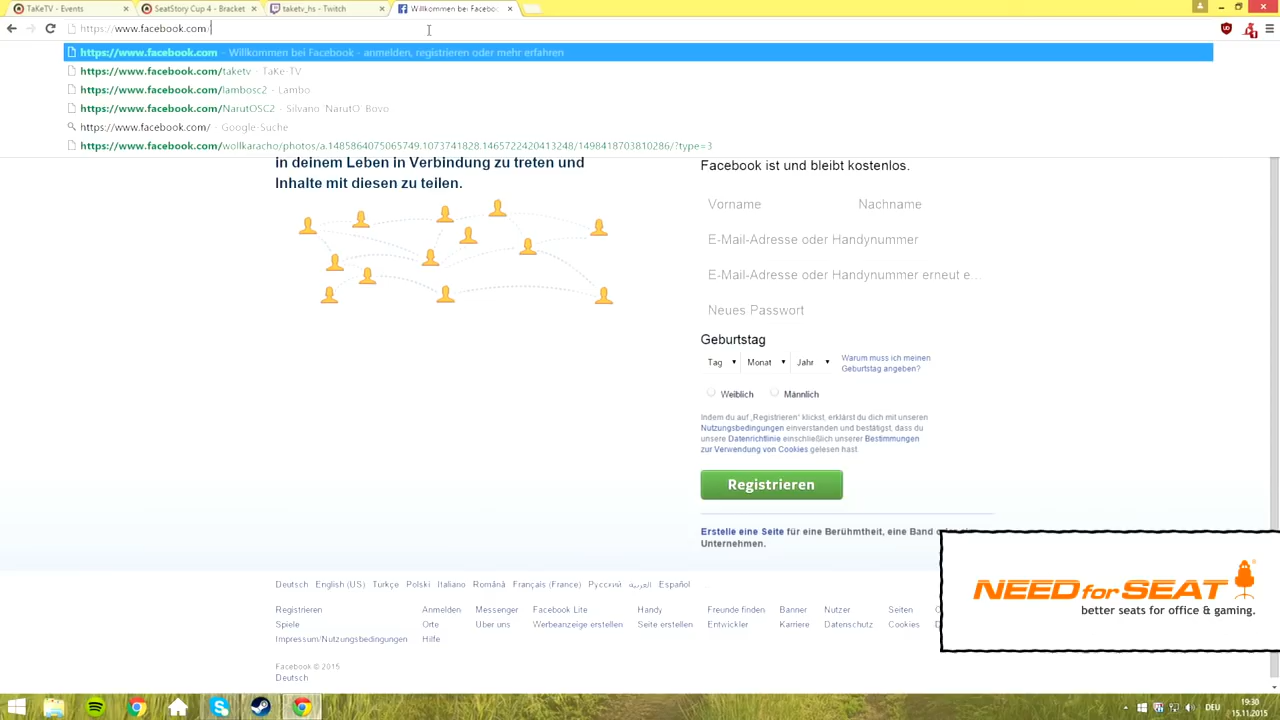 TaKeTV - Events
SeatStory Cup 4 - Bracket
taketv_hs - Twitch
Willkommen bei Facebo
https://www.facebook.com/
https://www.facebook.com - Willkommen bei Facebook - anmelden, registrieren oder mehr erfahren
https://www.facebook.com/taketv - TaKe-TV
https://www.facebook.com/lambosc2 - Lambo
https://www.facebook.com/NarutOSC2 - Silvano NarutO Bovo
https://www.facebook.com/ - Google-Suche
https://www.facebook.com/wollkaracho/photos/a.1485864075065749.1073741828.1465722420413248/1498418703810286/?type=3
in deinem Leben in Verbindung zu treten und
Inhalte mit diesen zu teilen.
Facebook ist und bleibt kostenlos.
Vorname Nachname
E-Mail-Adresse oder Handynummer
E-Mail-Adresse oder Handynummer erneut e...
Neues Passwort
Geburtstag
Tag Monat Jahr
Warum muss ich meinen
Geburtstag angeben?
Weiblich Männlich
Indem du auf „Registrieren“ klickst, erklärst du dich mit unseren
Nutzungsbedingungen einverstanden und bestätigst, dass du
unsere Datenrichtlinie einschließlich unserer Bestimmungen
zur Verwendung von Cookies gelesen hast.
Registrieren
Erstelle eine Seite für eine Berühmtheit, eine Band oder ein
Unternehmen.
NEED for SEAT
better seats for office & gaming.
Deutsch English (US) Türkçe Polski Italiano Română Français (France) Русский العربية Español
Registrieren Anmelden Messenger Facebook Lite Handy Freunde finden Banner Nutzer Seiten
Spiele Orte Über uns Werbeanzeige erstellen Seite erstellen Entwickler Karriere Datenschutz Cookies
Impressum/Nutzungsbedingungen Hilfe
Facebook © 2015
Deutsch
DEU
19:30
15.11.2015